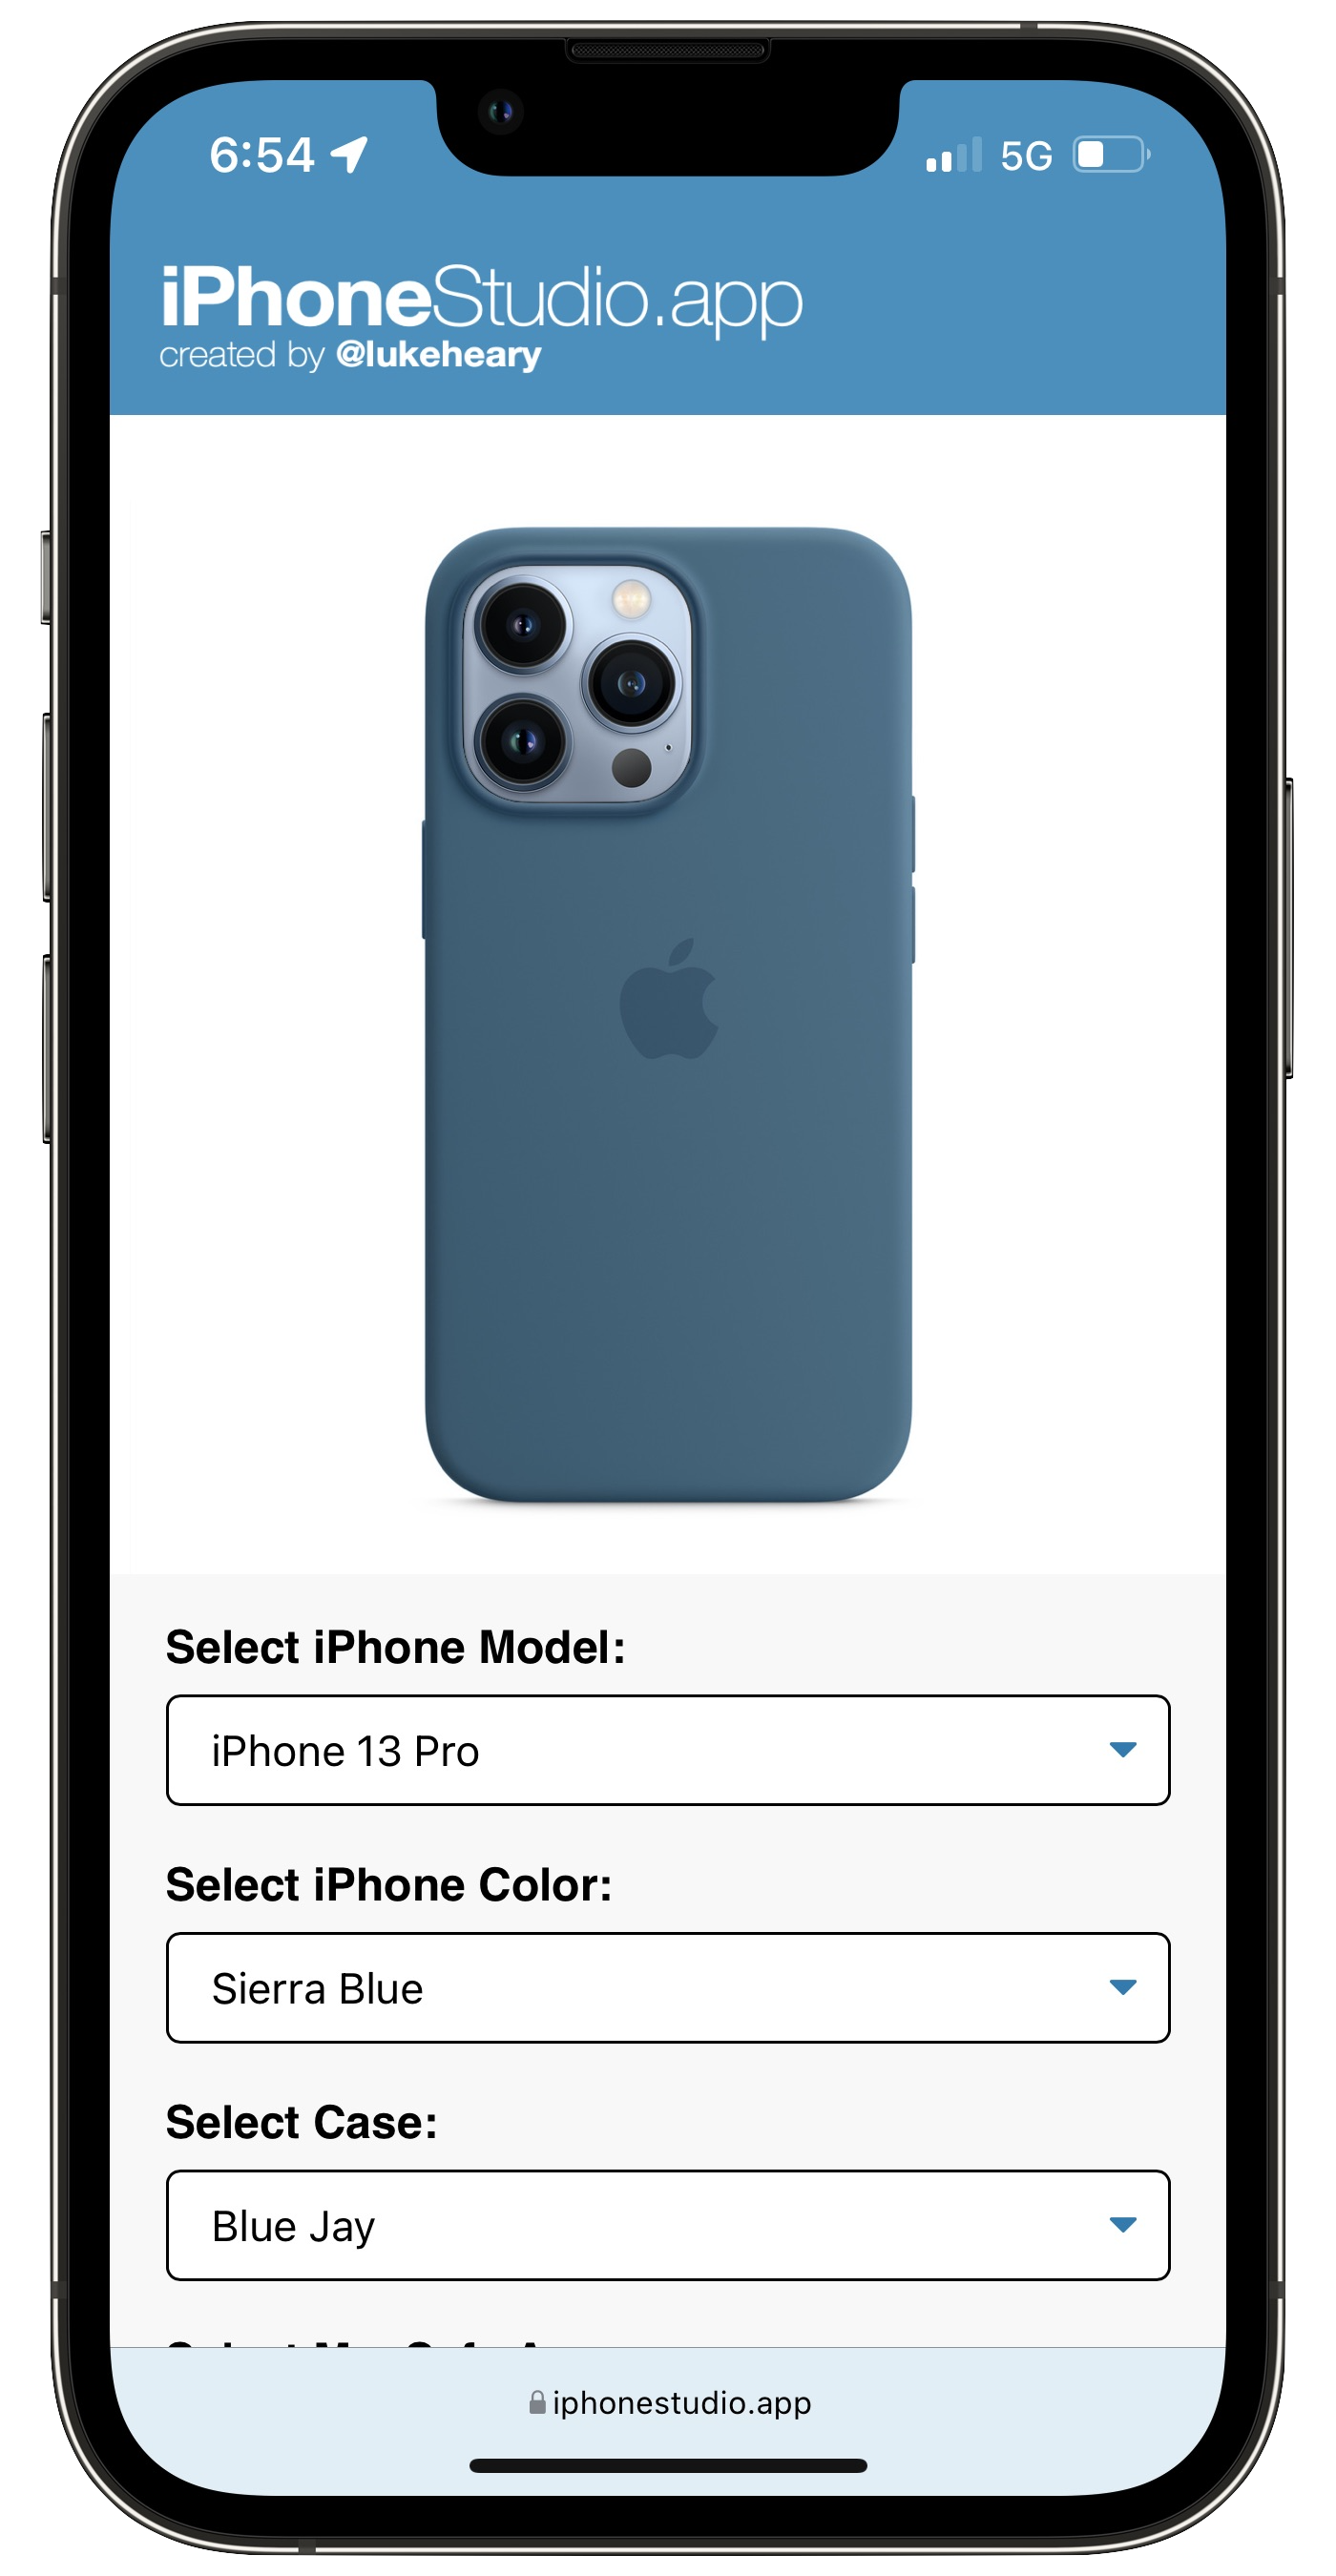 6:54 5G
iPhoneStudio.app
created by @lukeheary
Select iPhone Model:
iPhone 13 Pro
Select iPhone Color:
Sierra Blue
Select Case:
Blue Jay
iphonestudio.app